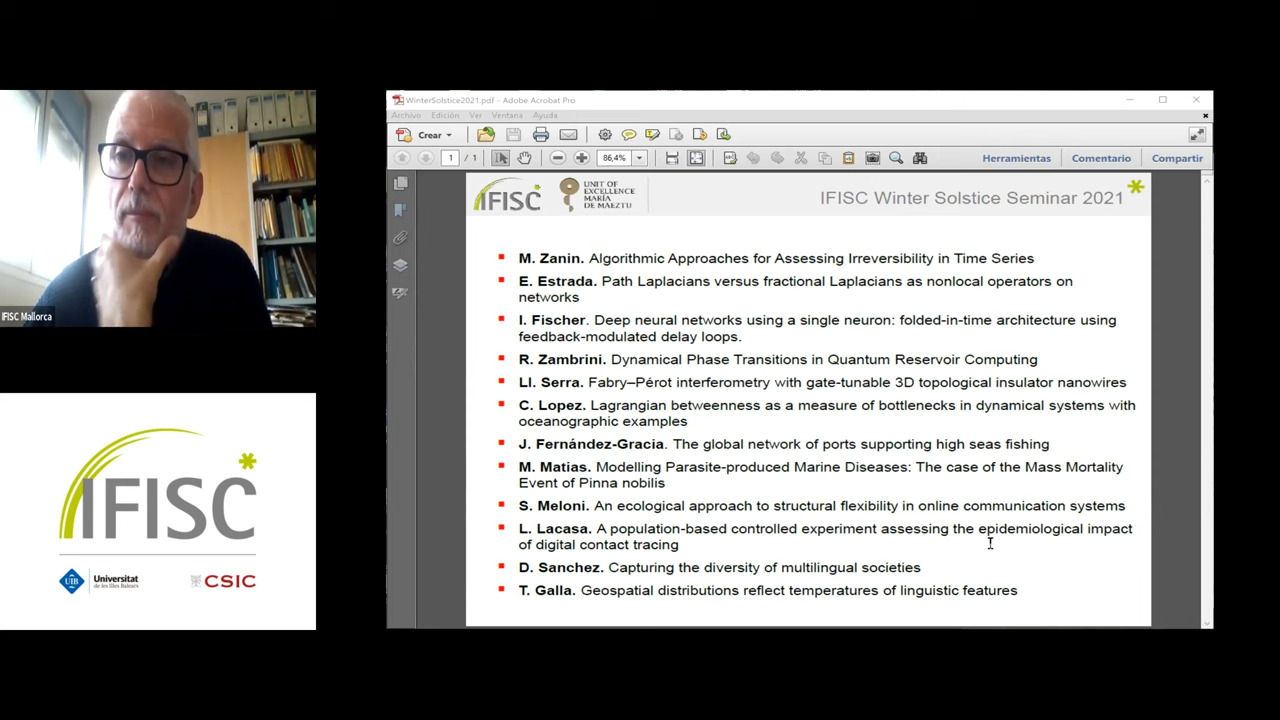 IFISC Mallorca
IFISC
Universitat
de les Illes Balears
CSIC
WinterSolstice2021.pdf - Adobe Acrobat Pro
Archivo Edición Ver Ventana Ayuda
Crear
1 / 1 86,4% Herramientas Comentario Compartir
IFISC UNIT OF
EXCELLENCE
MARÍA
DE MAEZTU
IFISC Winter Solstice Seminar 2021
M. Zanin. Algorithmic Approaches for Assessing Irreversibility in Time Series
E. Estrada. Path Laplacians versus fractional Laplacians as nonlocal operators on
networks
I. Fischer. Deep neural networks using a single neuron: folded-in-time architecture using
feedback-modulated delay loops.
R. Zambrini. Dynamical Phase Transitions in Quantum Reservoir Computing
Ll. Serra. Fabry–Pérot interferometry with gate-tunable 3D topological insulator nanowires
C. Lopez. Lagrangian betweenness as a measure of bottlenecks in dynamical systems with
oceanographic examples
J. Fernández-Gracia. The global network of ports supporting high seas fishing
M. Matias. Modelling Parasite-produced Marine Diseases: The case of the Mass Mortality
Event of Pinna nobilis
S. Meloni. An ecological approach to structural flexibility in online communication systems
L. Lacasa. A population-based controlled experiment assessing the epidemiological impact
of digital contact tracing
D. Sanchez. Capturing the diversity of multilingual societies
T. Galla. Geospatial distributions reflect temperatures of linguistic features